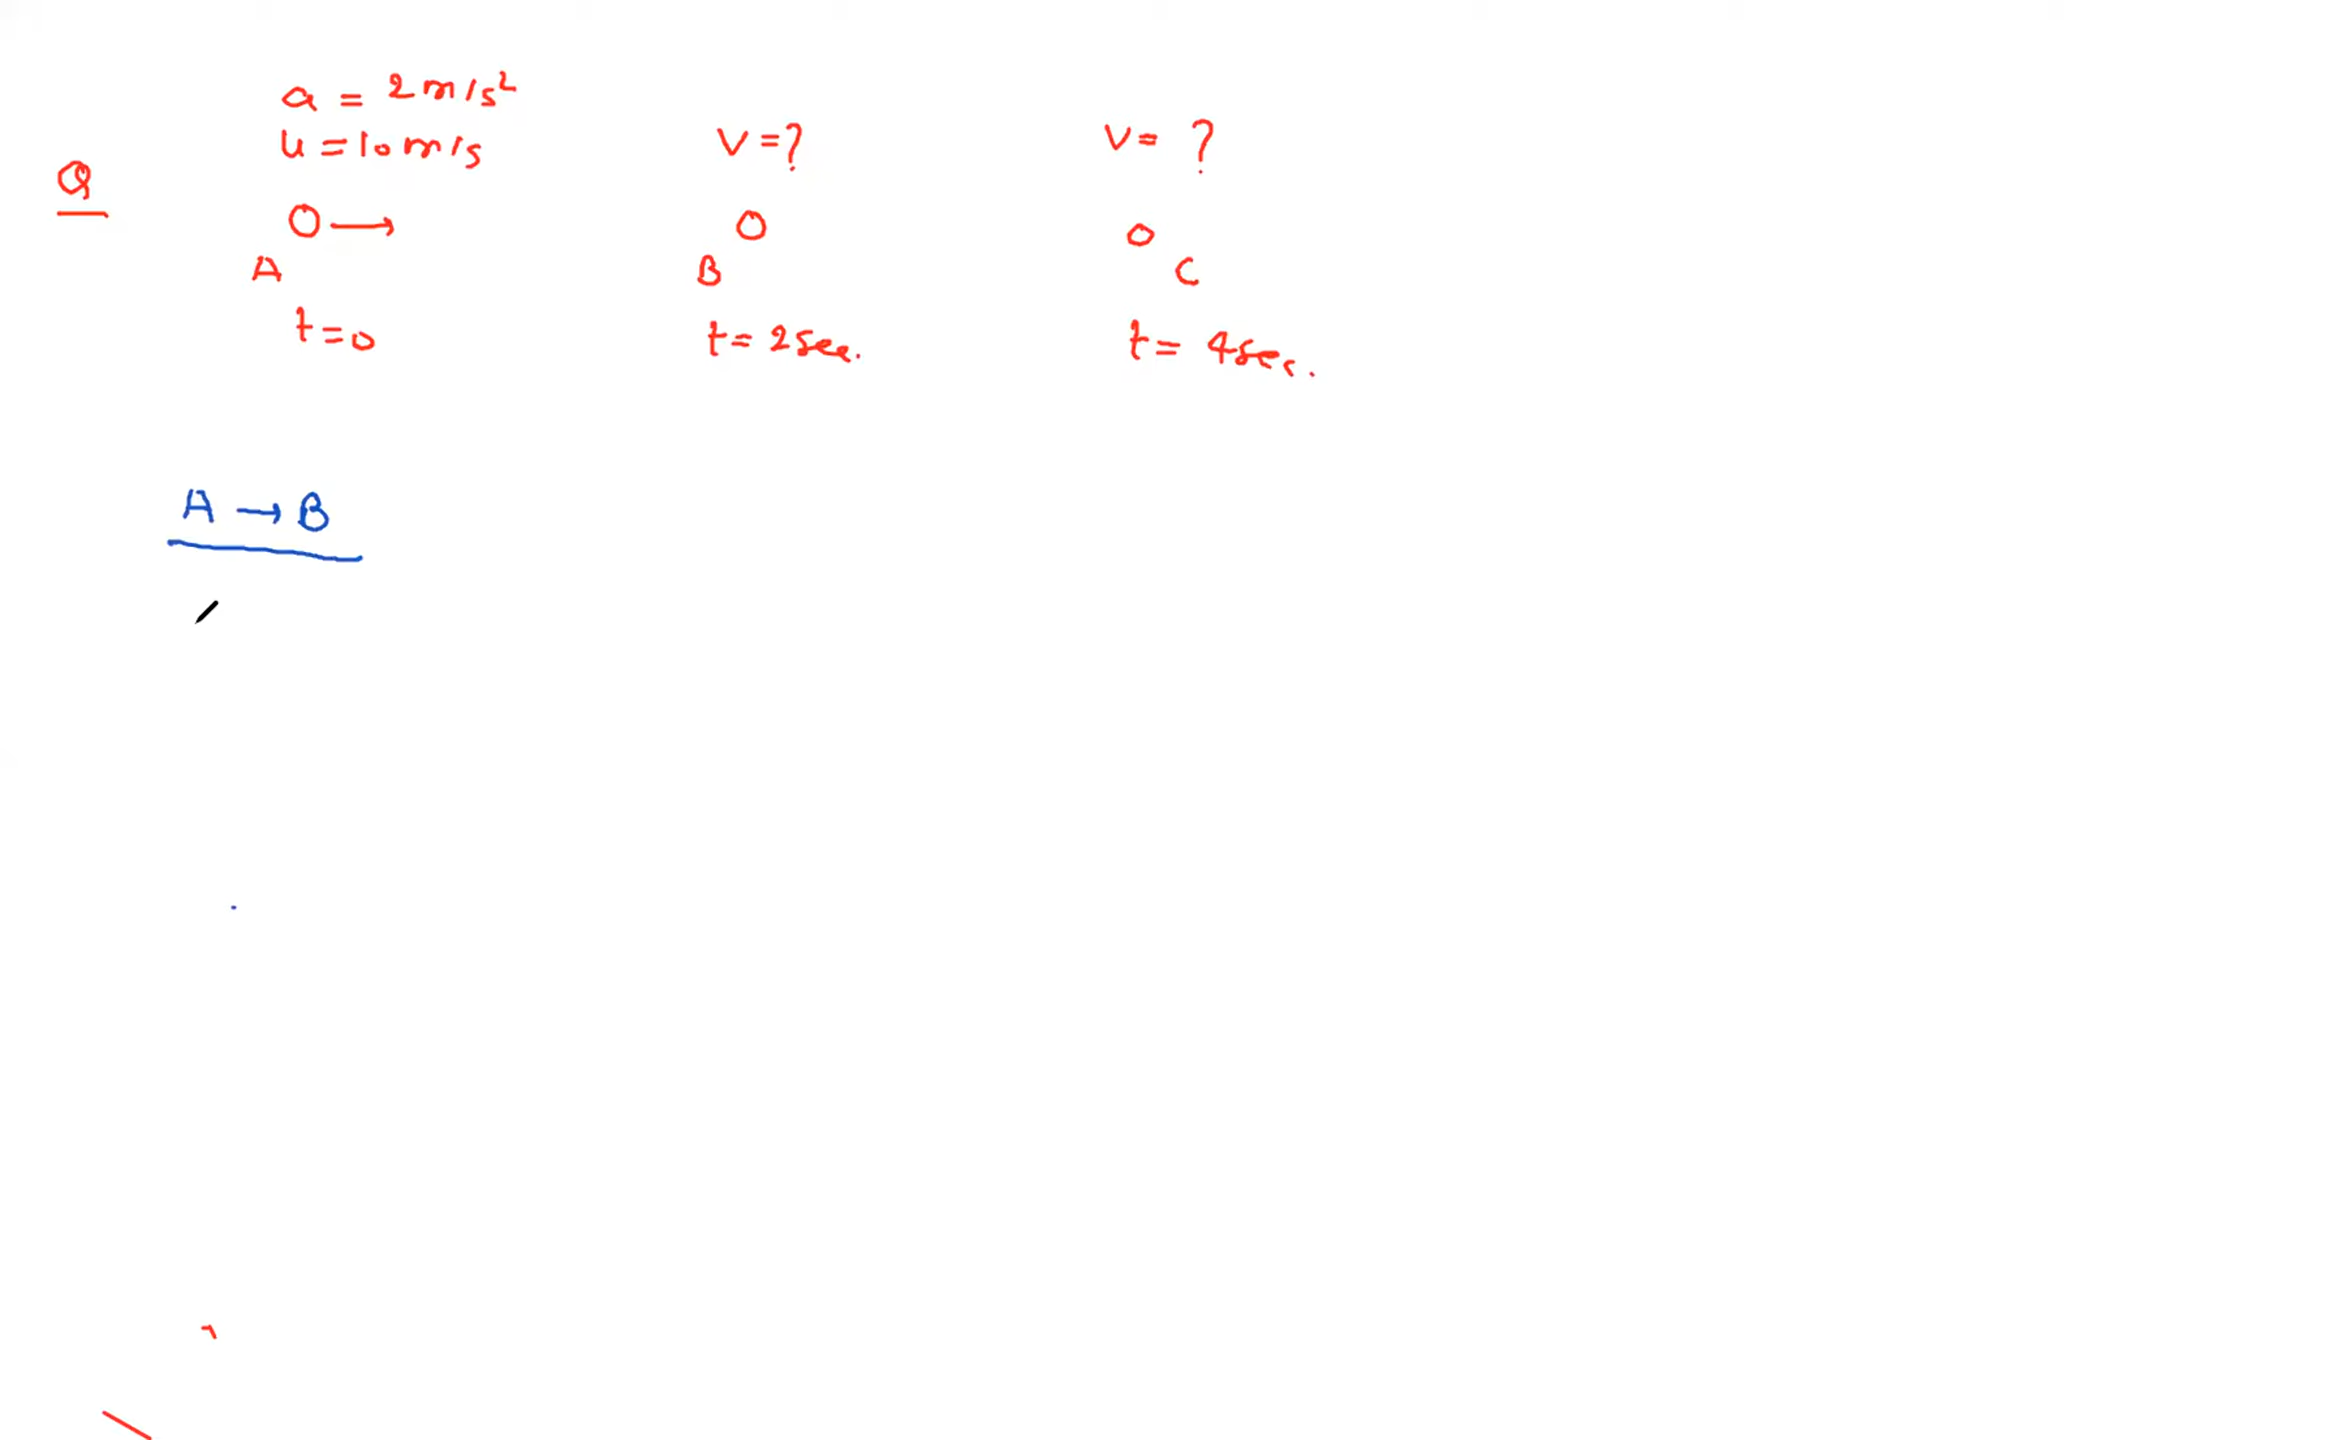 a = 2 m/s²
u = 10 m/s
v = ?
v = ?
Q
A
B
C
t = 0
t = 2 sec.
t = 4 sec.
A → B